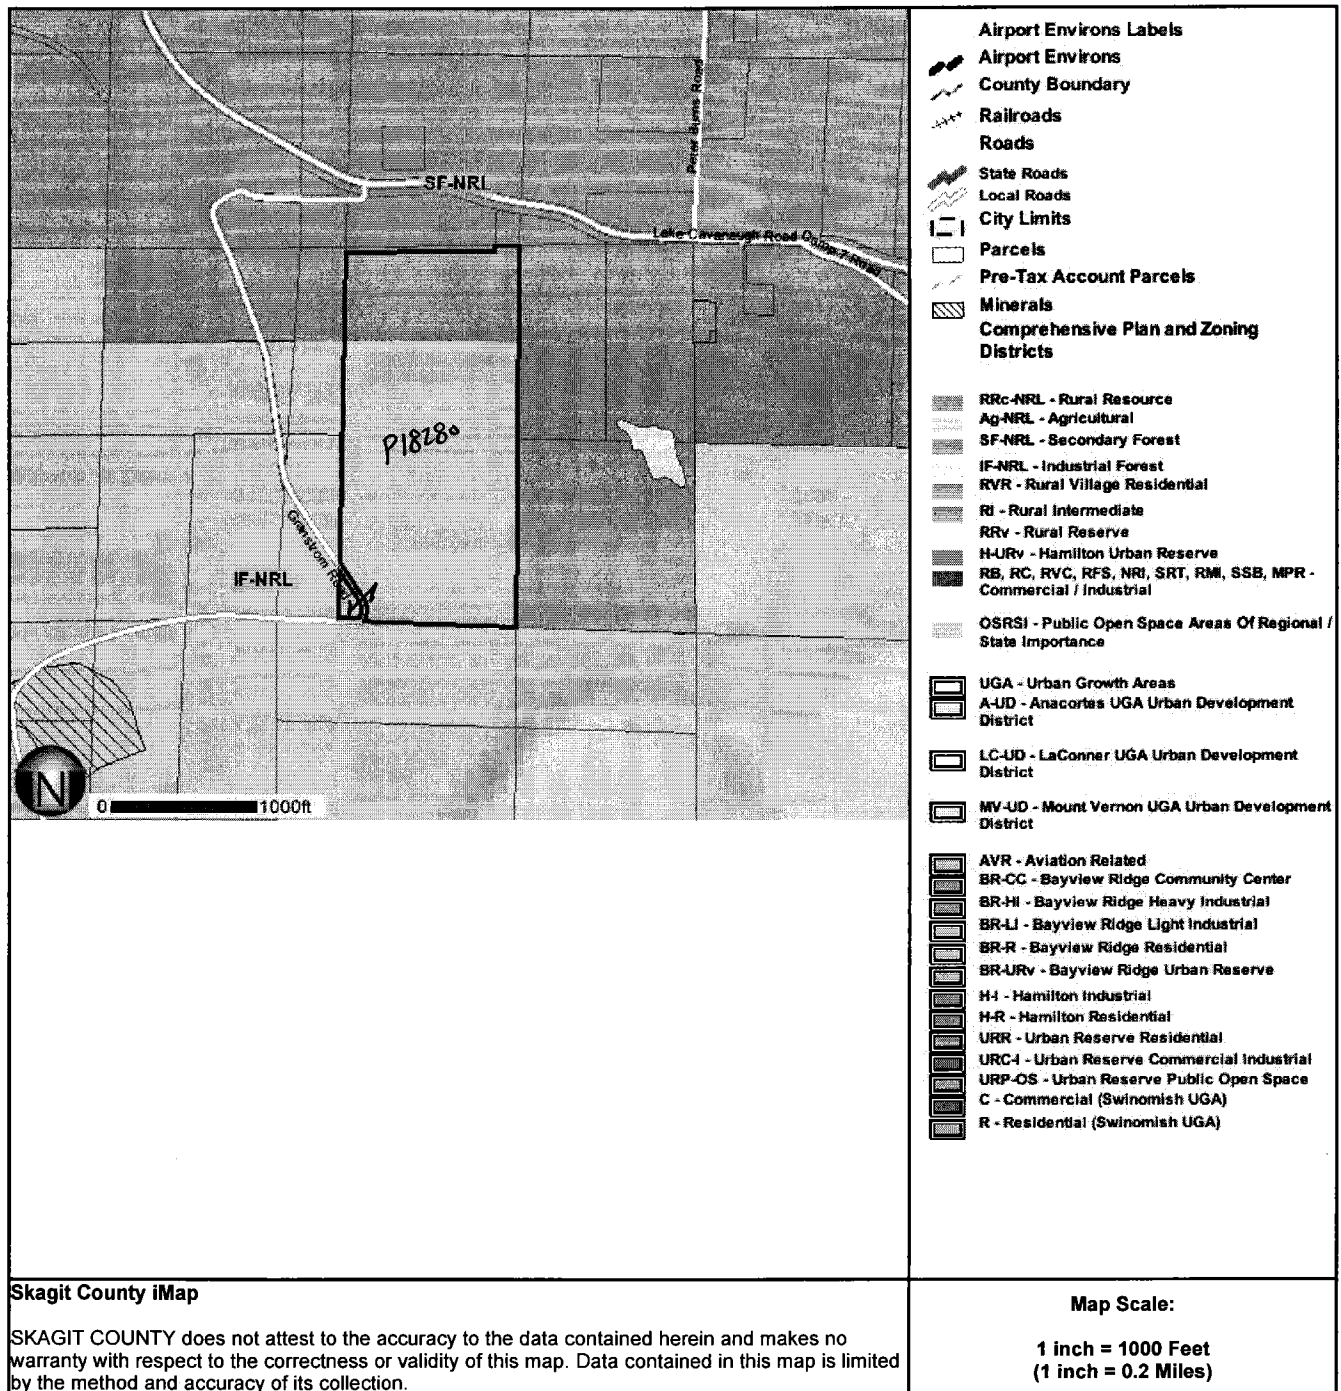 Peter Burns Road
SF-NRL
Lake Cavanaugh Road
Camp 7 Road
P18280
Granstrom Road
IF-NRL
N
0 1000ft
Airport Environs Labels
Airport Environs
County Boundary
Railroads
Roads
State Roads
Local Roads
City Limits
Parcels
Pre-Tax Account Parcels
Minerals
Comprehensive Plan and Zoning
Districts
RRc-NRL - Rural Resource
Ag-NRL - Agricultural
SF-NRL - Secondary Forest
IF-NRL - Industrial Forest
RVR - Rural Village Residential
RI - Rural Intermediate
RRv - Rural Reserve
H-URv - Hamilton Urban Reserve
RB, RC, RVC, RFS, NRI, SRT, RMI, SSB, MPR -
Commercial / Industrial
OSRSI - Public Open Space Areas Of Regional /
State Importance
UGA - Urban Growth Areas
A-UD - Anacortes UGA Urban Development
District
LC-UD - LaConner UGA Urban Development
District
MV-UD - Mount Vernon UGA Urban Development
District
AVR - Aviation Related
BR-CC - Bayview Ridge Community Center
BR-HI - Bayview Ridge Heavy Industrial
BR-LI - Bayview Ridge Light Industrial
BR-R - Bayview Ridge Residential
BR-URv - Bayview Ridge Urban Reserve
H-I - Hamilton Industrial
H-R - Hamilton Residential
URR - Urban Reserve Residential
URC-I - Urban Reserve Commercial Industrial
URP-OS - Urban Reserve Public Open Space
C - Commercial (Swinomish UGA)
R - Residential (Swinomish UGA)
Skagit County iMap
SKAGIT COUNTY does not attest to the accuracy to the data contained herein and makes no
warranty with respect to the correctness or validity of this map. Data contained in this map is limited
by the method and accuracy of its collection.
Map Scale:
1 inch = 1000 Feet
(1 inch = 0.2 Miles)